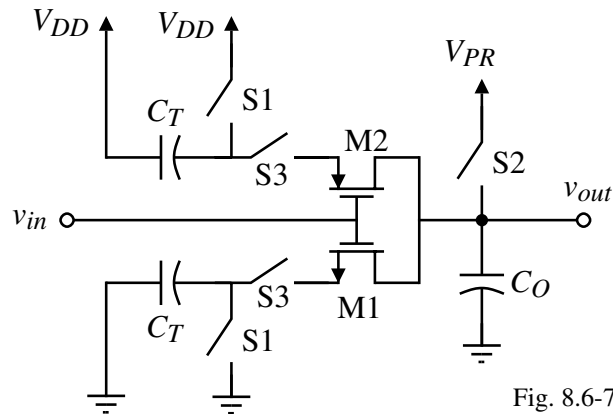 VDD VDD
VPR
S1
CT
M2
S2
S3
vout
vin
S3
CO
CT
M1
S1
Fig. 8.6-7